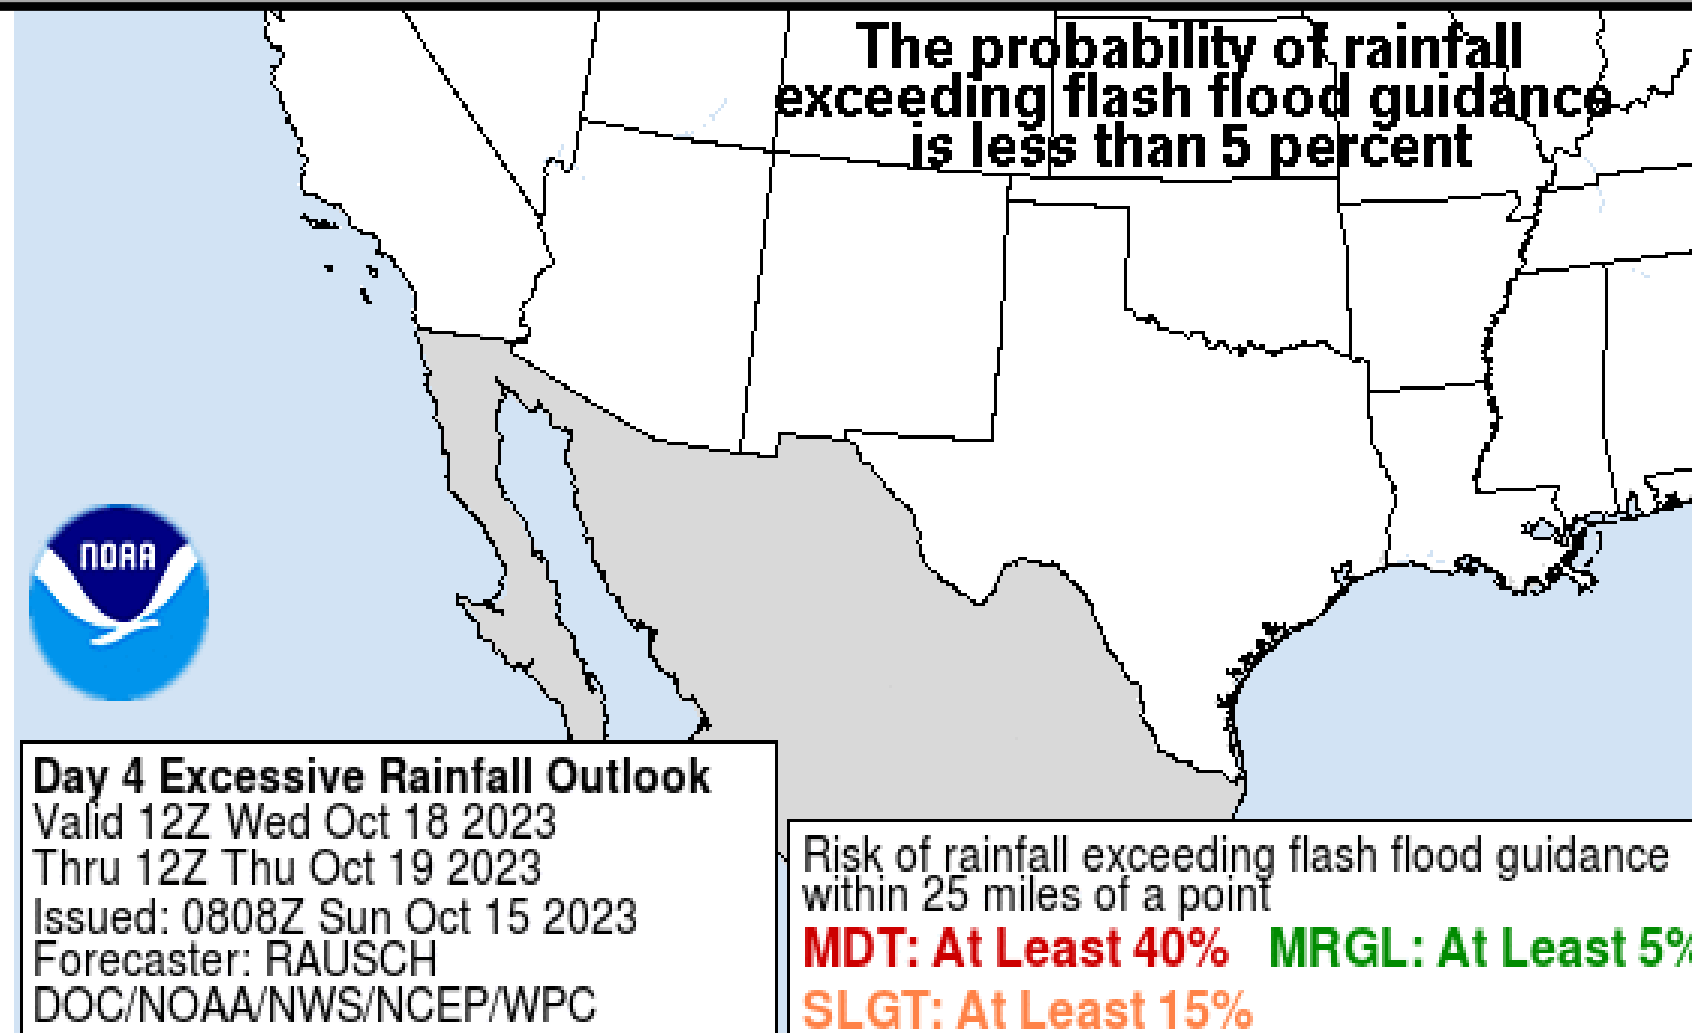 The probability of rainfall
exceeding flash flood guidance
is less than 5 percent
NOAA
Day 4 Excessive Rainfall Outlook
Valid 12Z Wed Oct 18 2023
Thru 12Z Thu Oct 19 2023
Issued: 0808Z Sun Oct 15 2023
Forecaster: RAUSCH
DOC/NOAA/NWS/NCEP/WPC
Risk of rainfall exceeding flash flood guidance
within 25 miles of a point
MDT: At Least 40% MRGL: At Least 5%
SLGT: At Least 15%